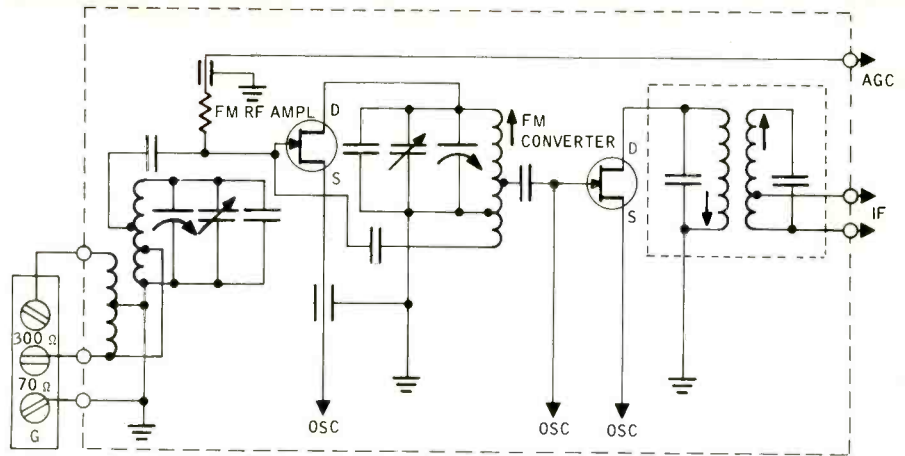 AGC
FM RF AMPL
D
S
FM
CONVERTER
D
S
IF
300 Ω
70 Ω
G
OSC
OSC
OSC